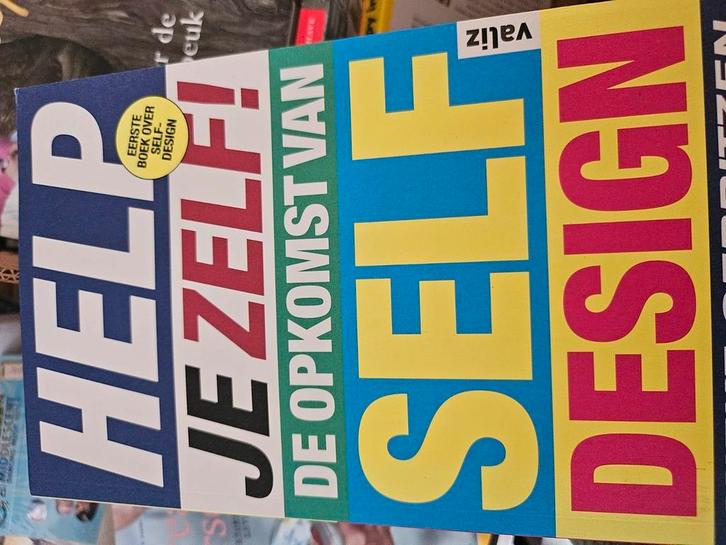 HELP
JE ZELF!
DE OPKOMST VAN
SELF
DESIGN
EERSTE
BOEK OVER
SELF-
DESIGN
valiz